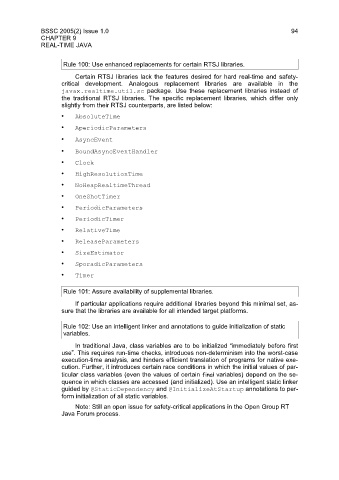 BSSC 2005(2) Issue 1.0 94
CHAPTER 9
REAL-TIME JAVA
Rule 100: Use enhanced replacements for certain RTSJ libraries.
Certain RTSJ libraries lack the features desired for hard real-time and safety-
critical development. Analogous replacement libraries are available in the
javax.realtime.util.sc package. Use these replacement libraries instead of
the traditional RTSJ libraries. The specific replacement libraries, which differ only
slightly from their RTSJ counterparts, are listed below:
• AbsoluteTime
• AperiodicParameters
• AsyncEvent
• BoundAsyncEventHandler
• Clock
• HighResolutionTime
• NoHeapRealtimeThread
• OneShotTimer
• PeriodicParameters
• PeriodicTimer
• RelativeTime
• ReleaseParameters
• SizeEstimator
• SporadicParameters
• Timer
Rule 101: Assure availability of supplemental libraries.
If particular applications require additional libraries beyond this minimal set, as-
sure that the libraries are available for all intended target platforms.
Rule 102: Use an intelligent linker and annotations to guide initialization of static
variables.
In traditional Java, class variables are to be initialized “immediately before first
use”. This requires run-time checks, introduces non-determinism into the worst-case
execution-time analysis, and hinders efficient translation of programs for native exe-
cution. Further, it introduces certain race conditions in which the initial values of par-
ticular class variables (even the values of certain final variables) depend on the se-
quence in which classes are accessed (and initialized). Use an intelligent static linker
guided by @StaticDependency and @InitializeAtStartup annotations to per-
form initialization of all static variables.
Note: Still an open issue for safety-critical applications in the Open Group RT
Java Forum process.